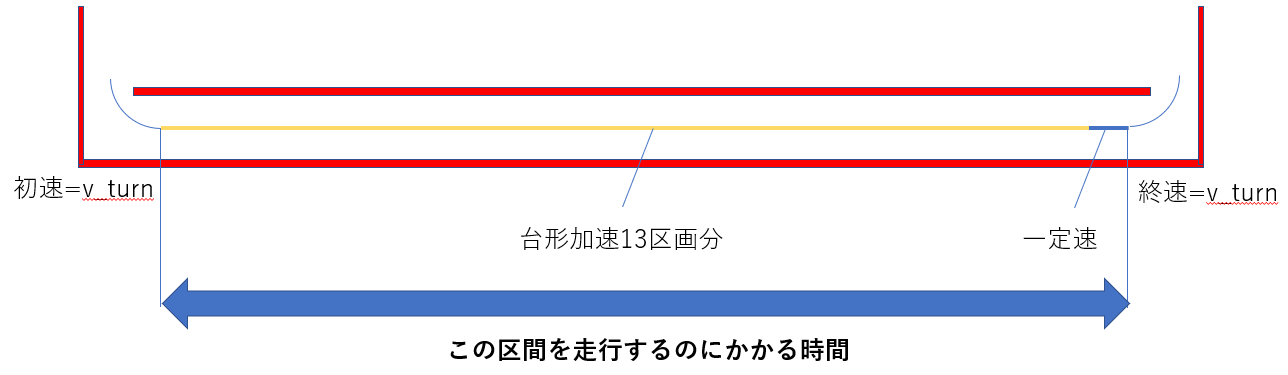 初速=v_turn
終速=v_turn
台形加速13区画分
一定速
この区間を走行するのにかかる時間